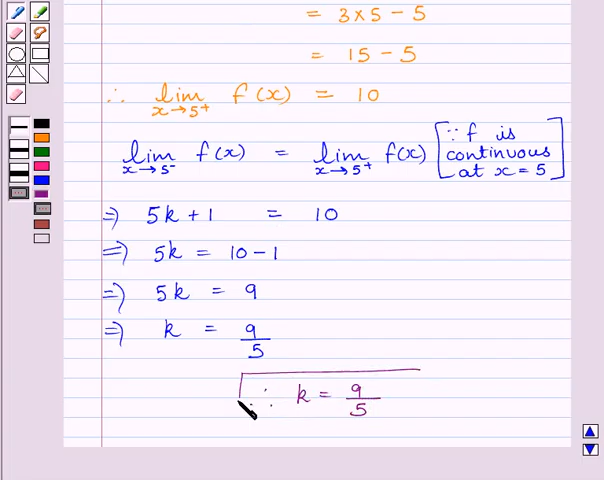 = 3 × 5 − 5
= 15 − 5
∴ lim x→5⁺ f(x) = 10
lim x→5⁻ f(x) = lim x→5⁺ f(x) [∵ f is continuous at x = 5]
⇒ 5k + 1 = 10
⇒ 5k = 10 − 1
⇒ 5k = 9
⇒ k = 9/5
∴ k = 9/5